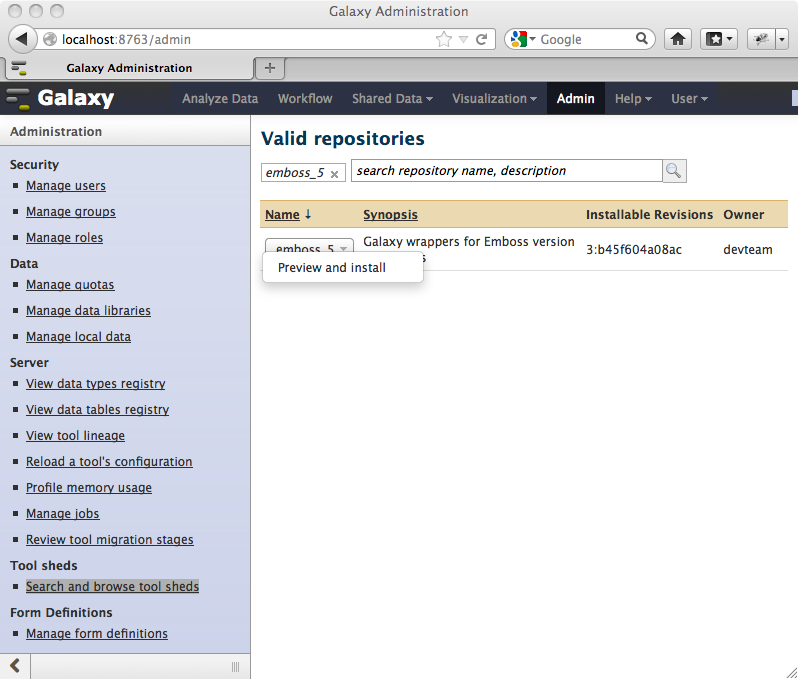 Galaxy Administration
localhost:8763/admin
Google
Galaxy Administration
Galaxy
Analyze Data Workflow Shared Data Visualization Admin Help User
Administration
Security
Manage users
Manage groups
Manage roles
Data
Manage quotas
Manage data libraries
Manage local data
Server
View data types registry
View data tables registry
View tool lineage
Reload a tool's configuration
Profile memory usage
Manage jobs
Review tool migration stages
Tool sheds
Search and browse tool sheds
Form Definitions
Manage form definitions
Valid repositories
emboss_5 x
search repository name, description
Name ↓ Synopsis Installable Revisions Owner
emboss_5 Galaxy wrappers for Emboss version 3:b45f604a08ac devteam
Preview and install